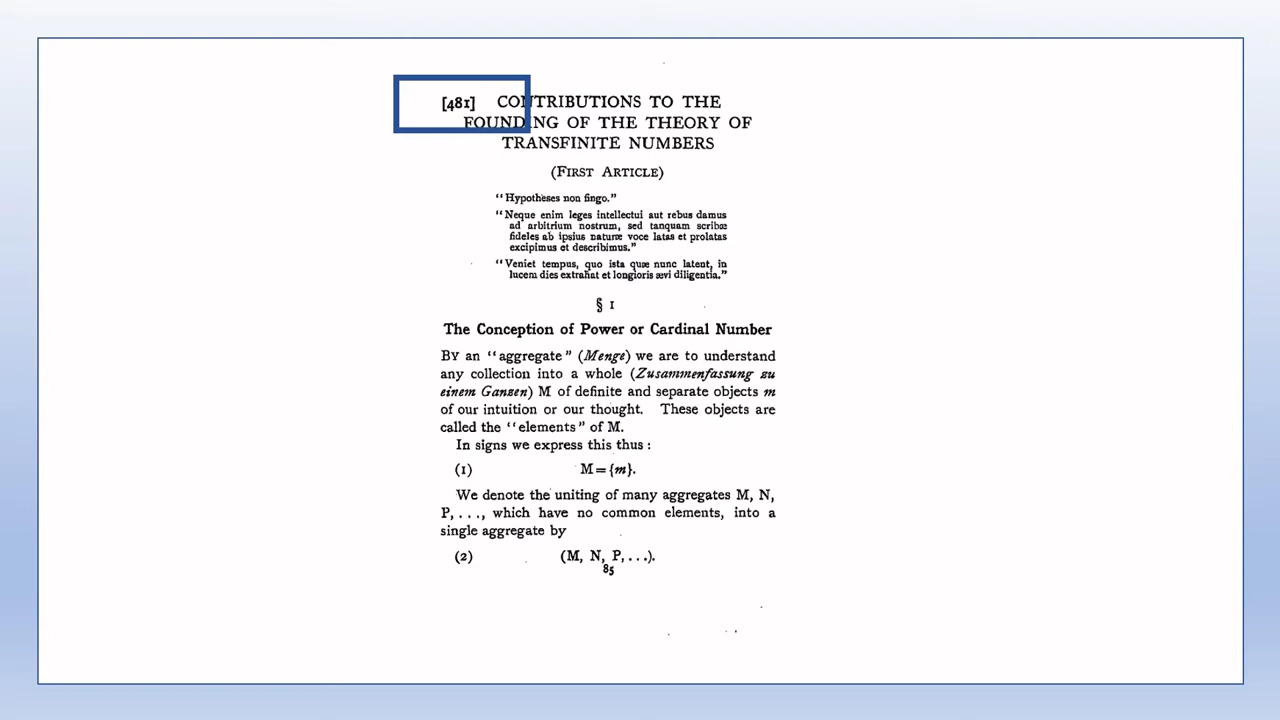 [481] CONTRIBUTIONS TO THE
FOUNDING OF THE THEORY OF
TRANSFINITE NUMBERS
(FIRST ARTICLE)
“Hypotheses non fingo.”
“Neque enim leges intellectui aut rebus damus
ad arbitrium nostrum, sed tanquam scribæ
fideles ab ipsius naturæ voce latas et prolatas
excipimus et describimus.”
“Veniet tempus, quo ista quæ nunc latent, in
lucem dies extrahat et longioris ævi diligentia.”
§ 1
The Conception of Power or Cardinal Number
BY an “aggregate” (Menge) we are to understand
any collection into a whole (Zusammenfassung zu
einem Ganzen) M of definite and separate objects m
of our intuition or our thought. These objects are
called the “elements” of M.
In signs we express this thus :
(1) M = {m}.
We denote the uniting of many aggregates M, N,
P, . . ., which have no common elements, into a
single aggregate by
(2) (M, N, P, . . .).
85